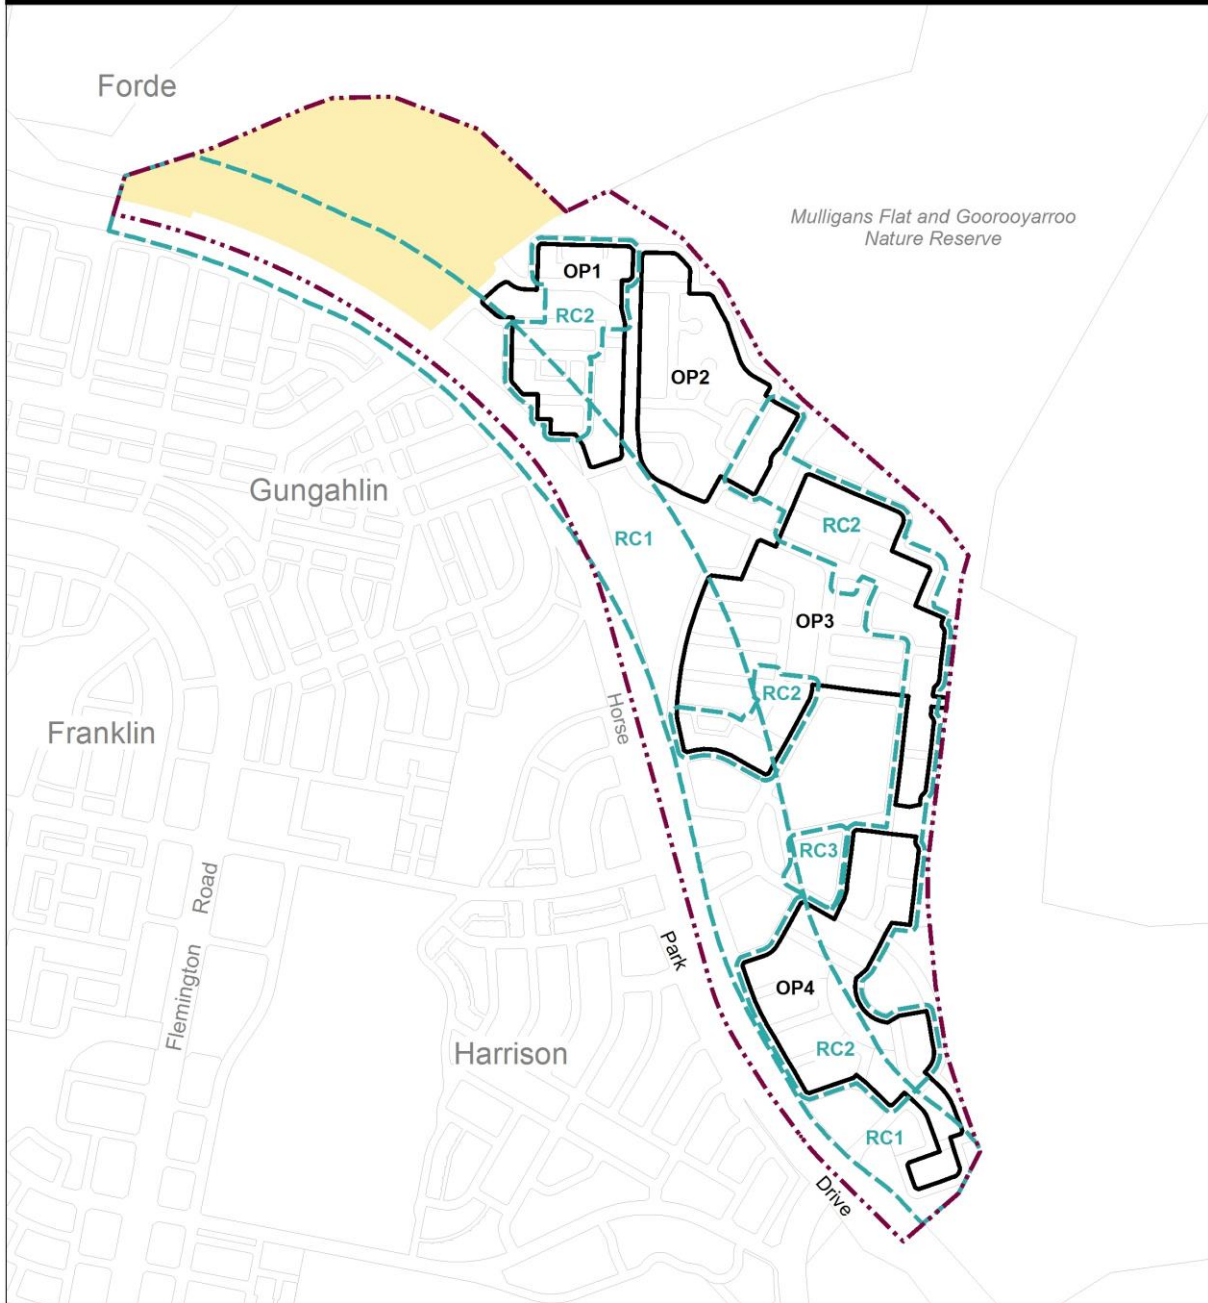 Forde
Mulligans Flat and Goorooyarroo
Nature Reserve
OP1
RC2
OP2
Gungahlin
RC2
RC1
OP3
RC2
Horse
Franklin
RC3
Flemington Road
Park
OP4
RC2
Harrison
RC1
Drive